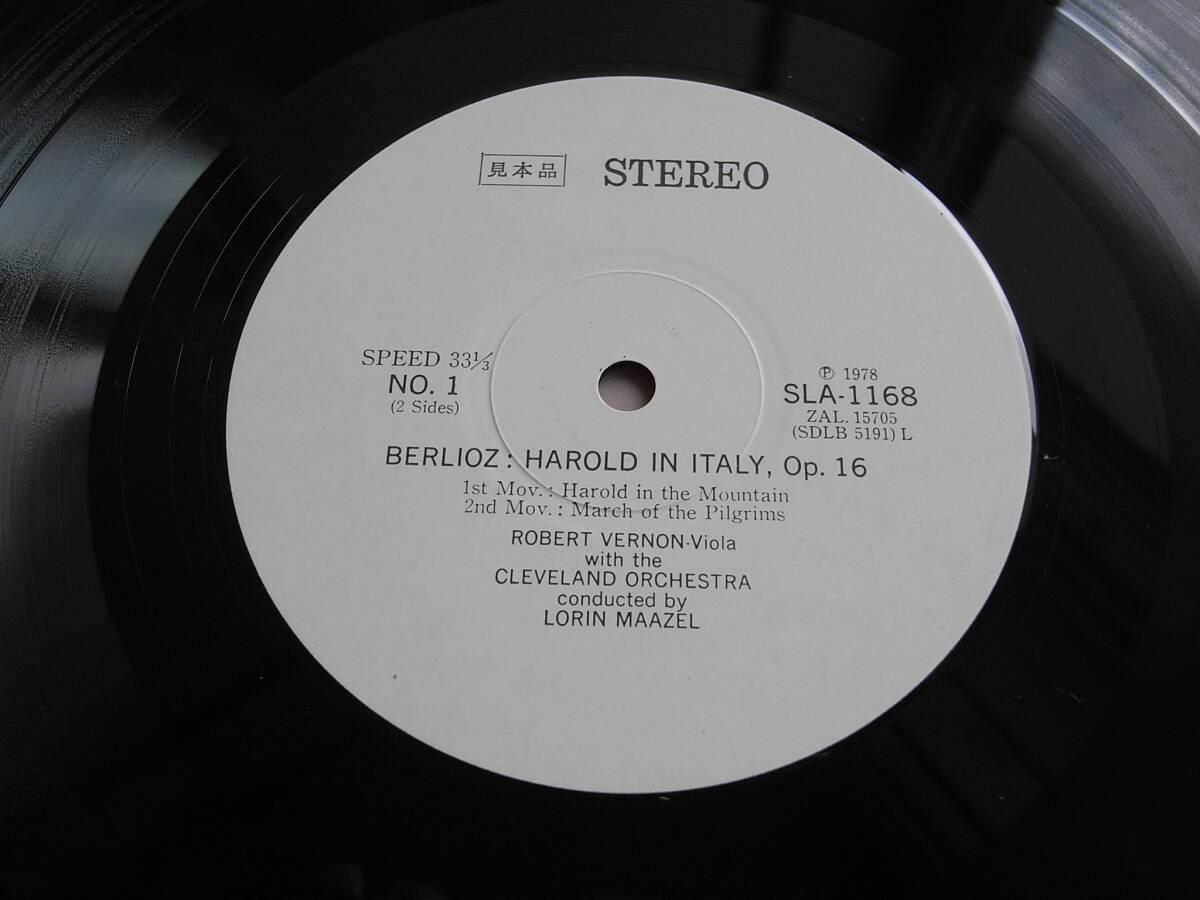 見本品 STEREO
SPEED 33⅓
NO. 1
(2 Sides)
℗ 1978
SLA-1168
ZAL. 15705
(SDLB 5191) L
BERLIOZ : HAROLD IN ITALY, Op. 16
1st Mov. : Harold in the Mountain
2nd Mov. : March of the Pilgrims
ROBERT VERNON-Viola
with the
CLEVELAND ORCHESTRA
conducted by
LORIN MAAZEL